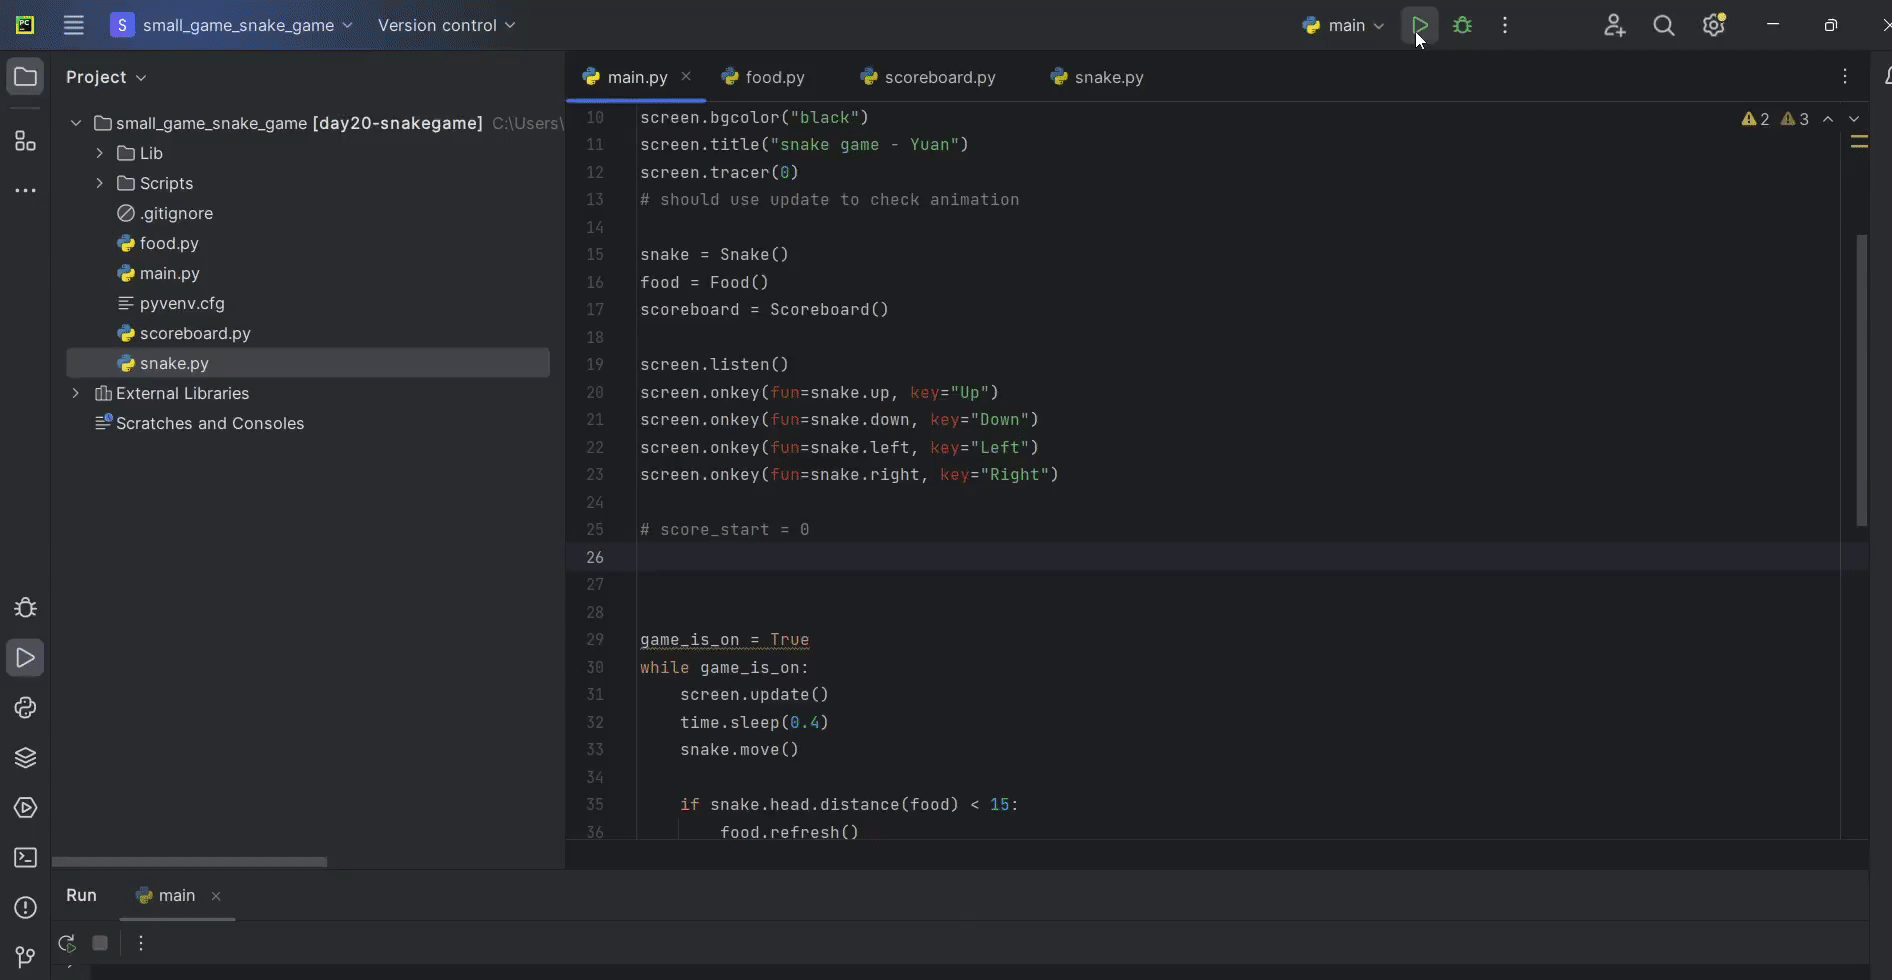 PC
S small_game_snake_game Version control main
Project main.py food.py scoreboard.py snake.py
small_game_snake_game [day20-snakegame] C:\Users\
Lib
Scripts
.gitignore
food.py
main.py
pyvenv.cfg
scoreboard.py
snake.py
External Libraries
Scratches and Consoles
2 3
10 screen.bgcolor("black")
11 screen.title("snake game - Yuan")
12 screen.tracer(0)
13 # should use update to check animation
14
15 snake = Snake()
16 food = Food()
17 scoreboard = Scoreboard()
18
19 screen.listen()
20 screen.onkey(fun=snake.up, key="Up")
21 screen.onkey(fun=snake.down, key="Down")
22 screen.onkey(fun=snake.left, key="Left")
23 screen.onkey(fun=snake.right, key="Right")
24
25 # score_start = 0
26
27
28
29 game_is_on = True
30 while game_is_on:
31 screen.update()
32 time.sleep(0.4)
33 snake.move()
34
35 if snake.head.distance(food) < 15:
36 food.refresh()
Run main